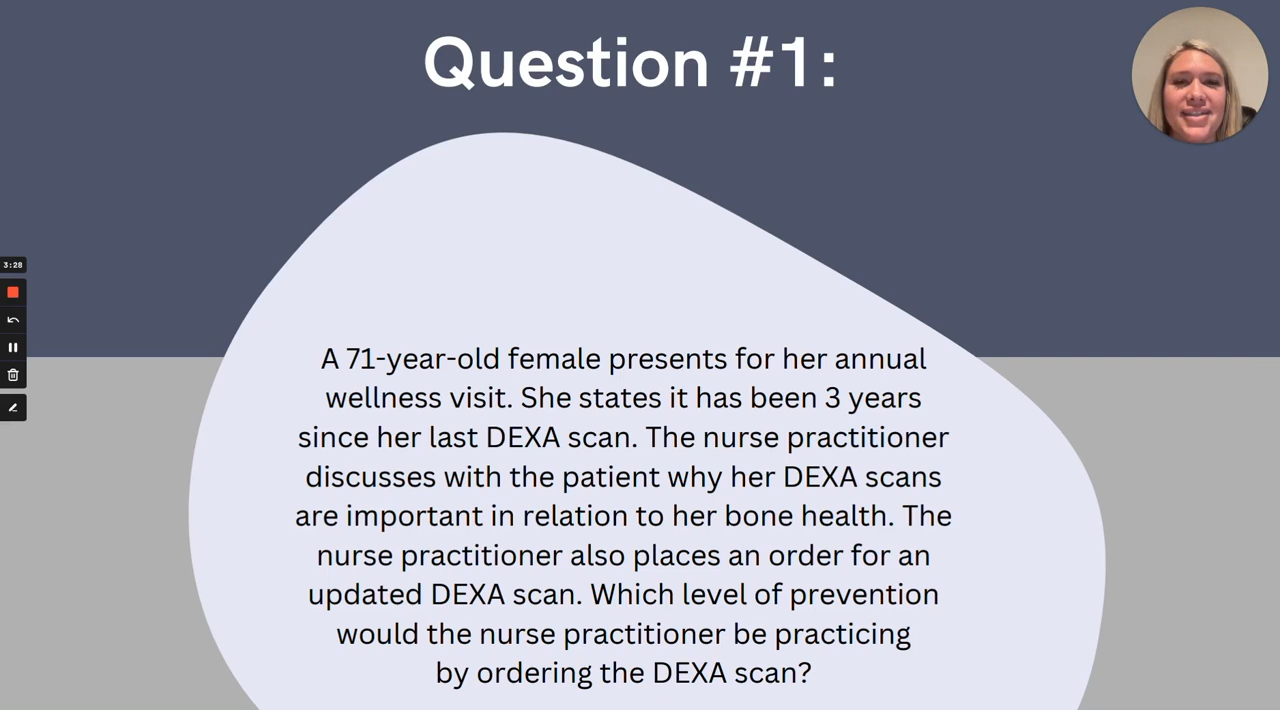 Question #1:
3:28
A 71-year-old female presents for her annual
wellness visit. She states it has been 3 years
since her last DEXA scan. The nurse practitioner
discusses with the patient why her DEXA scans
are important in relation to her bone health. The
nurse practitioner also places an order for an
updated DEXA scan. Which level of prevention
would the nurse practitioner be practicing
by ordering the DEXA scan?